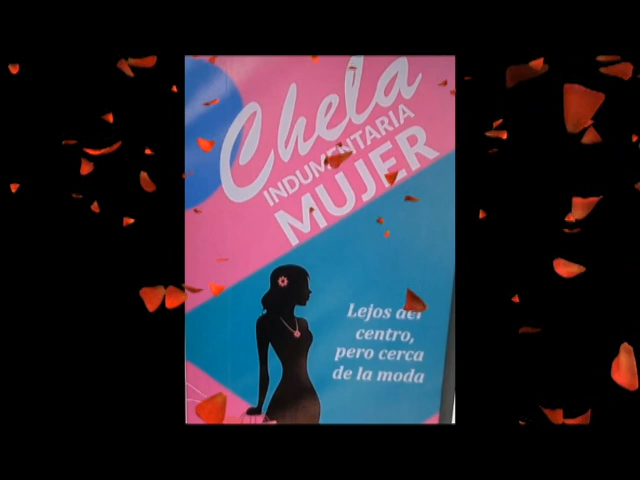 Chela
INDUMENTARIA
MUJER
Lejos del
centro,
pero cerca
de la moda